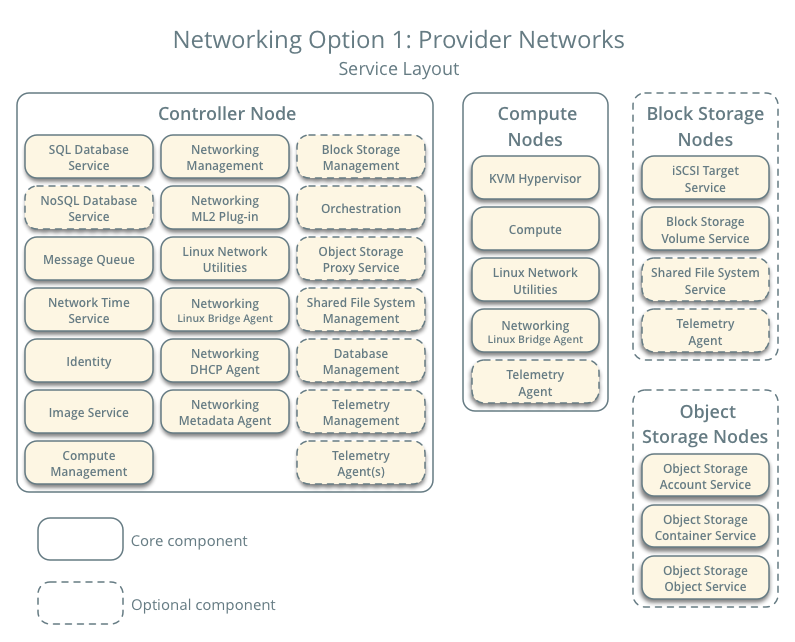 Networking Option 1: Provider Networks
Service Layout
Controller Node
SQL Database
Service
Networking
Management
Block Storage
Management
NoSQL Database
Service
Networking
ML2 Plug-in
Orchestration
Message Queue
Linux Network
Utilities
Object Storage
Proxy Service
Network Time
Service
Networking
Linux Bridge Agent
Shared File System
Management
Identity
Networking
DHCP Agent
Database
Management
Image Service
Networking
Metadata Agent
Telemetry
Management
Compute
Management
Telemetry
Agent(s)
Compute
Nodes
KVM Hypervisor
Compute
Linux Network
Utilities
Networking
Linux Bridge Agent
Telemetry
Agent
Block Storage
Nodes
iSCSI Target
Service
Block Storage
Volume Service
Shared File System
Service
Telemetry
Agent
Object
Storage Nodes
Object Storage
Account Service
Object Storage
Container Service
Object Storage
Object Service
Core component
Optional component